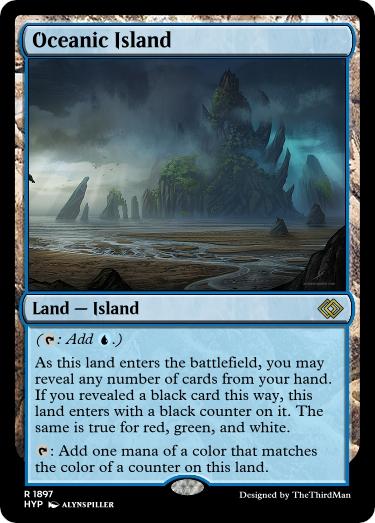 Oceanic Island
Land — Island
(: Add .)
As this land enters the battlefield, you may
reveal any number of cards from your hand.
If you revealed a black card this way, this
land enters with a black counter on it. The
same is true for red, green, and white.
: Add one mana of a color that matches
the color of a counter on this land.
R 1897
HYP ALYNSPILLER
Designed by TheThirdMan